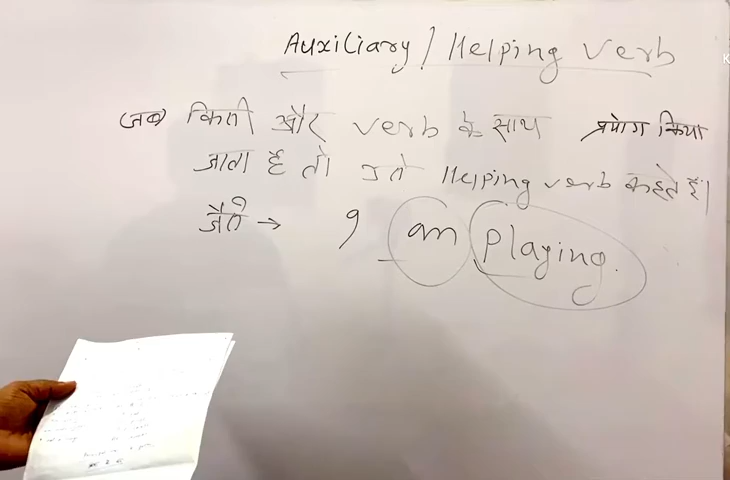 Auxiliary / Helping Verb
(जब) किसी और verb के साथ प्रयोग किया
जाता है तो उसे Helping verb कहते हैं।
जैसे → I am playing.